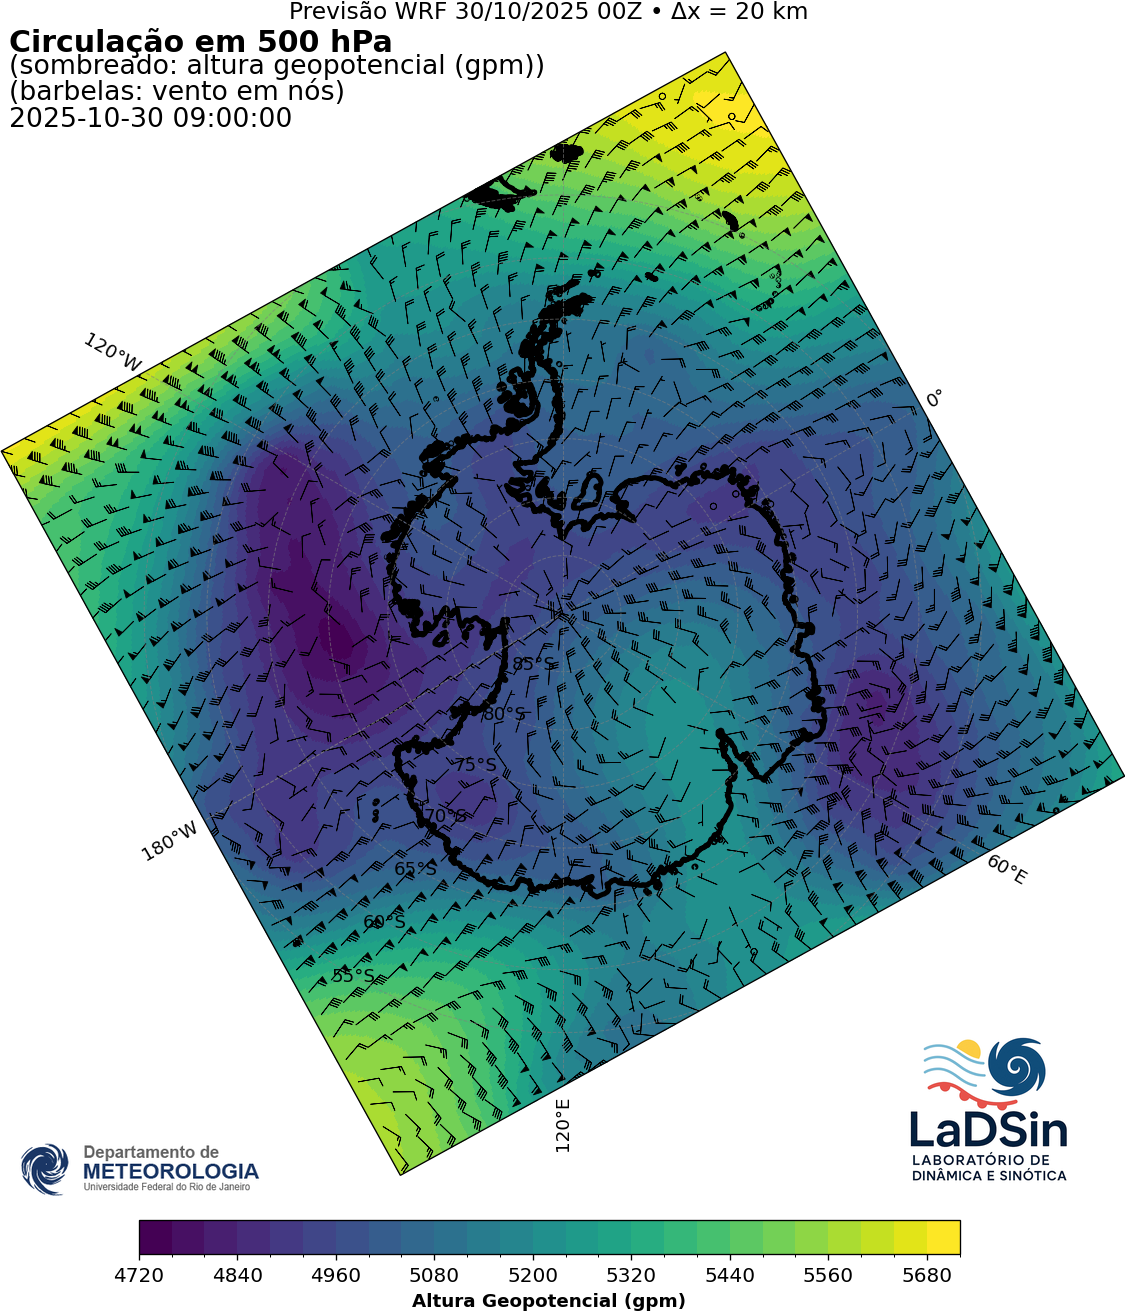 Previsão WRF 30/10/2025 00Z • Δx = 20 km
Circulação em 500 hPa
(sombreado: altura geopotencial (gpm))
(barbelas: vento em nós)
2025-10-30 09:00:00
120°W
0°
85°S
80°S
75°S
70°S
180°W
65°S
60°E
60°S
55°S
120°E
LaDSin
LABORATÓRIO DE
DINÂMICA E SINÓTICA
Departamento de
METEOROLOGIA
Universidade Federal do Rio de Janeiro
4720 4840 4960 5080 5200 5320 5440 5560 5680
Altura Geopotencial (gpm)